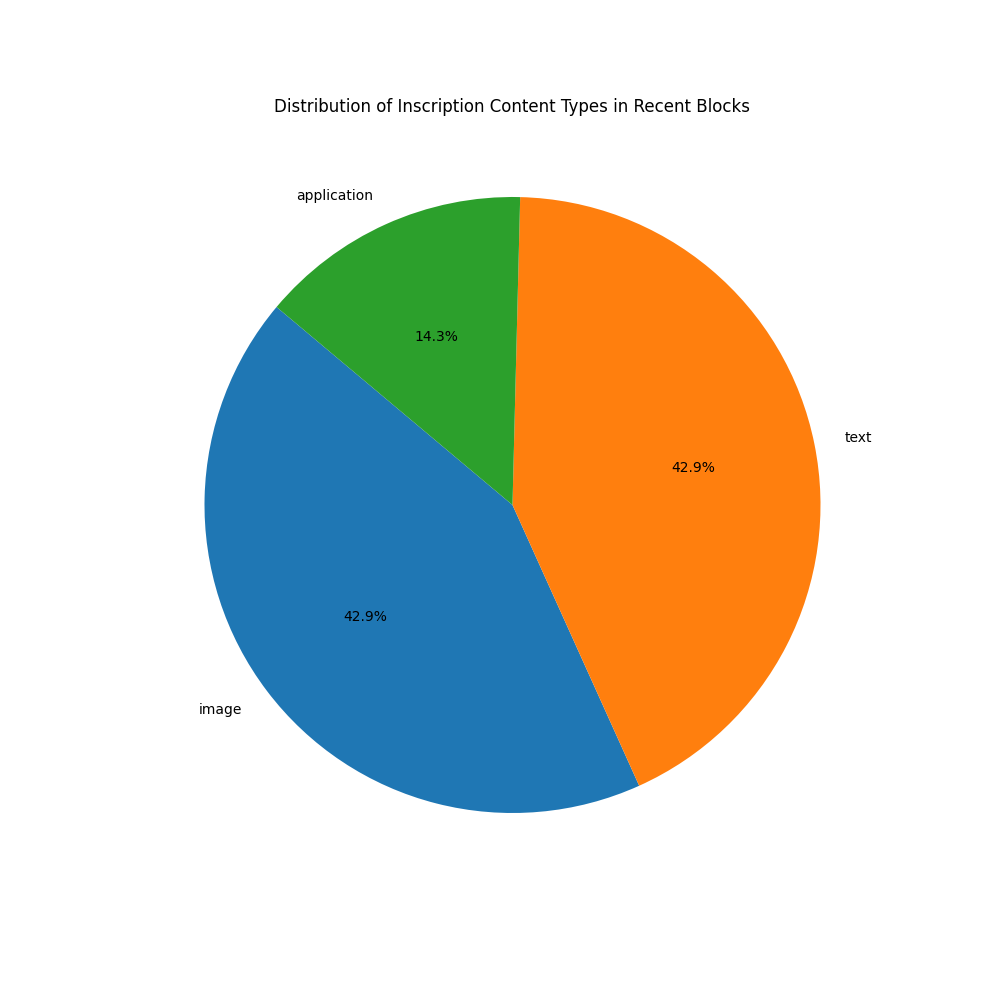 Distribution of Inscription Content Types in Recent Blocks
application
14.3%
text
42.9%
42.9%
image